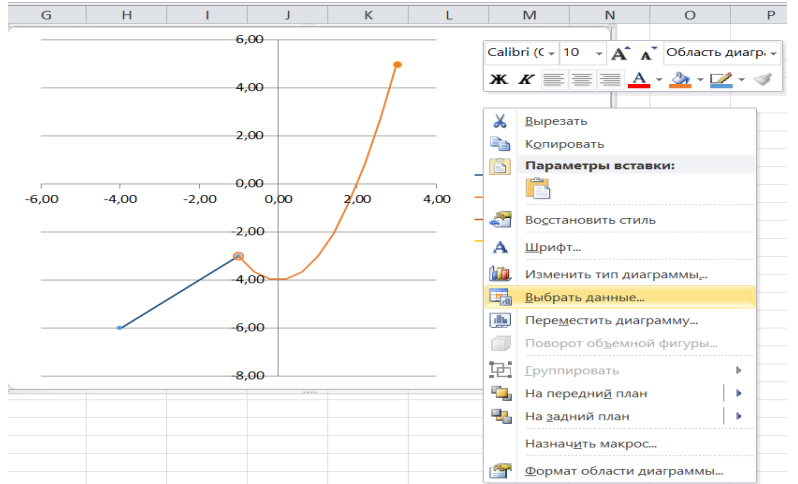 G H I J K L M N O P
6,00
4,00
2,00
0,00
-6,00 -4,00 -2,00 0,00 2,00 4,00
-2,00
-4,00
-6,00
-8,00
Calibri (С 10 A A Область диагр.
Ж К A
Вырезать
Копировать
Параметры вставки:
Восстановить стиль
Шрифт...
Изменить тип диаграммы...
Выбрать данные...
Переместить диаграмму...
Поворот объемной фигуры...
Группировать
На передний план
На задний план
Назначить макрос...
Формат области диаграммы...